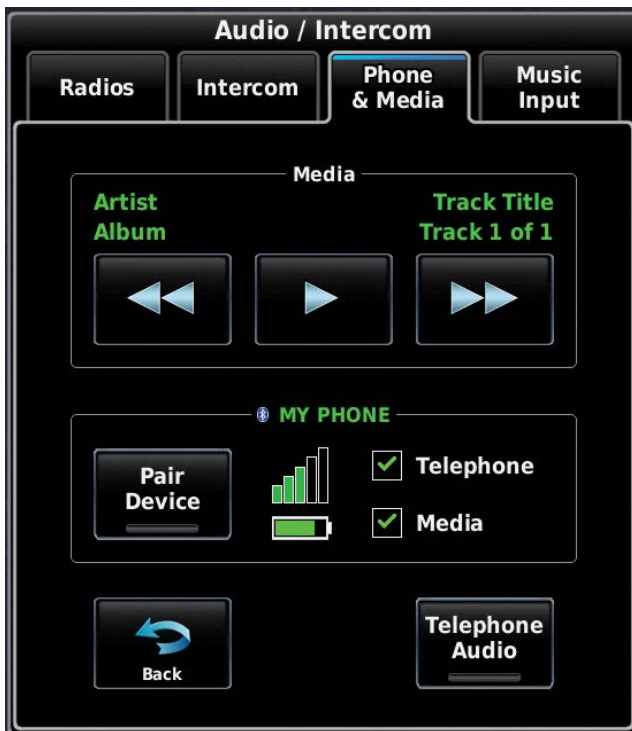 Audio / Intercom
Radios
Intercom
Phone
& Media
Music
Input
Media
Artist
Track Title
Album
Track 1 of 1
MY PHONE
Pair
Device
Telephone
Media
Back
Telephone
Audio